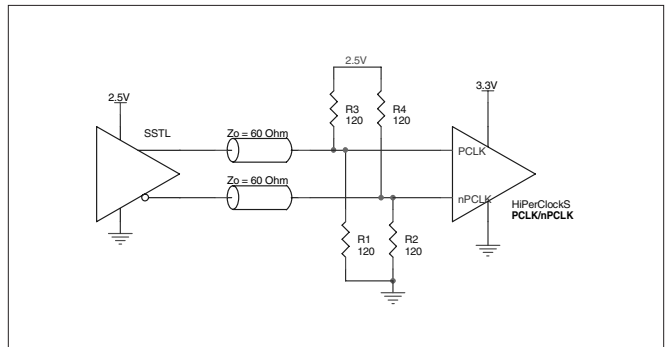 2.5V
3.3V
2.5V
SSTL
R3
120
R4
120
Zo = 60 Ohm
PCLK
Zo = 60 Ohm
nPCLK
HiPerClockS
PCLK/nPCLK
R1
120
R2
120